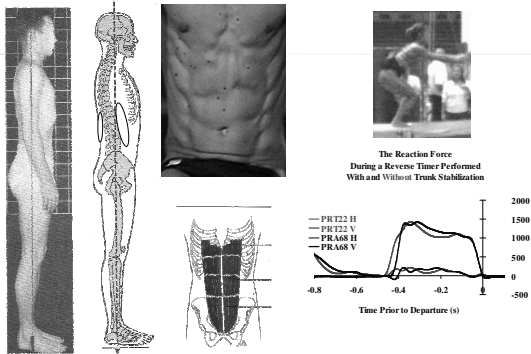 The Reaction Force
During a Reverse Timer Performed
With and Without Trunk Stabilization
PRT22 H
PRT22 V
PRA68 H
PRA68 V
2000
1500
1000
500
0
-500
-0.8
-0.6
-0.4
-0.2
0
Time Prior to Departure (s)